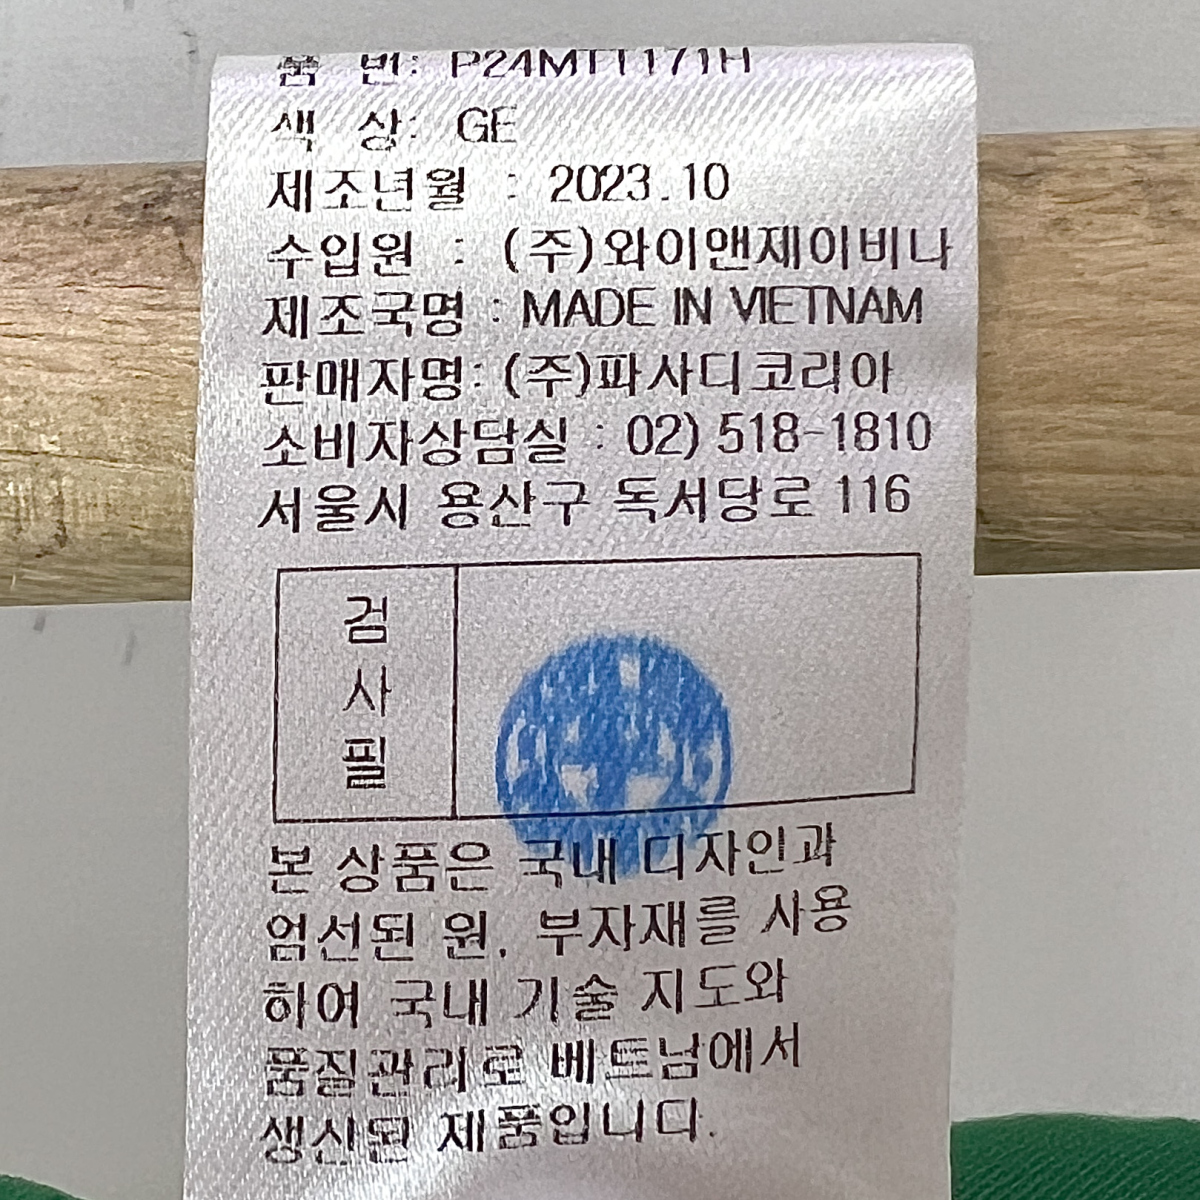 품 번: P24MTT171H
색 상: GE
제조년월 : 2023.10
수입원 : (주)와이앤제이비나
제조국명 : MADE IN VIETNAM
판매자명: (주)파사디코리아
소비자상담실 : 02) 518-1810
서울시 용산구 독서당로 116
검
사
필
본 상품은 국내 디자인과
엄선된 원, 부자재를 사용
하여 국내 기술 지도와
품질관리로 베트남에서
생산된 제품입니다.